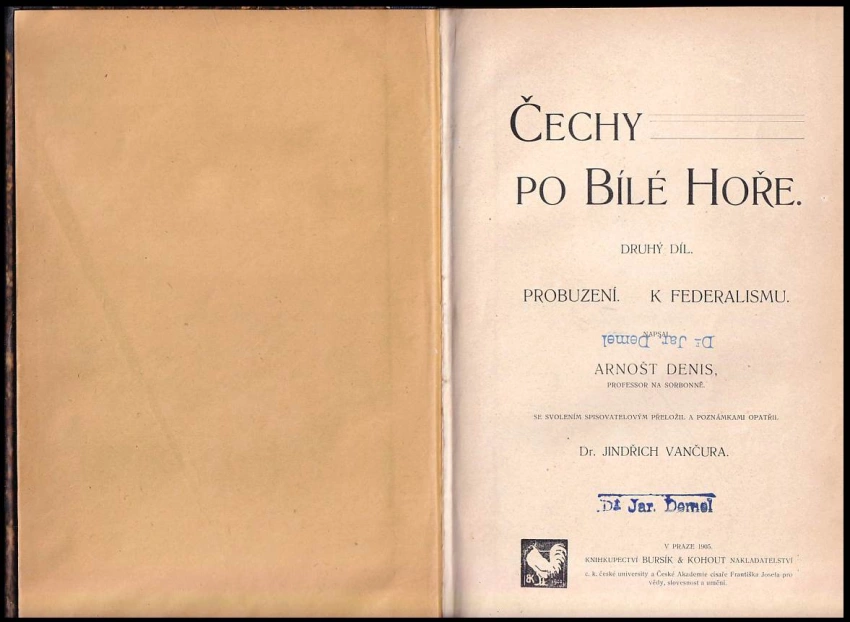 ČECHY
PO BÍLÉ HOŘE.
DRUHÝ DÍL.
PROBUZENÍ. K FEDERALISMU.
NAPSAL
Dr. Jar. Demel
ARNOŠT DENIS,
PROFESSOR NA SORBONNĚ.
SE SVOLENÍM SPISOVATELOVÝM PŘELOŽIL A POZNÁMKAMI OPATŘIL
Dr. JINDŘICH VANČURA.
Dr Jar. Demel
V PRAZE 1905.
KNIHKUPECTVÍ BURSÍK & KOHOUT NAKLADATELSTVÍ
c. k. české university a České Akademie císaře Františka Josefa pro
vědy, slovesnost a umění.
BK